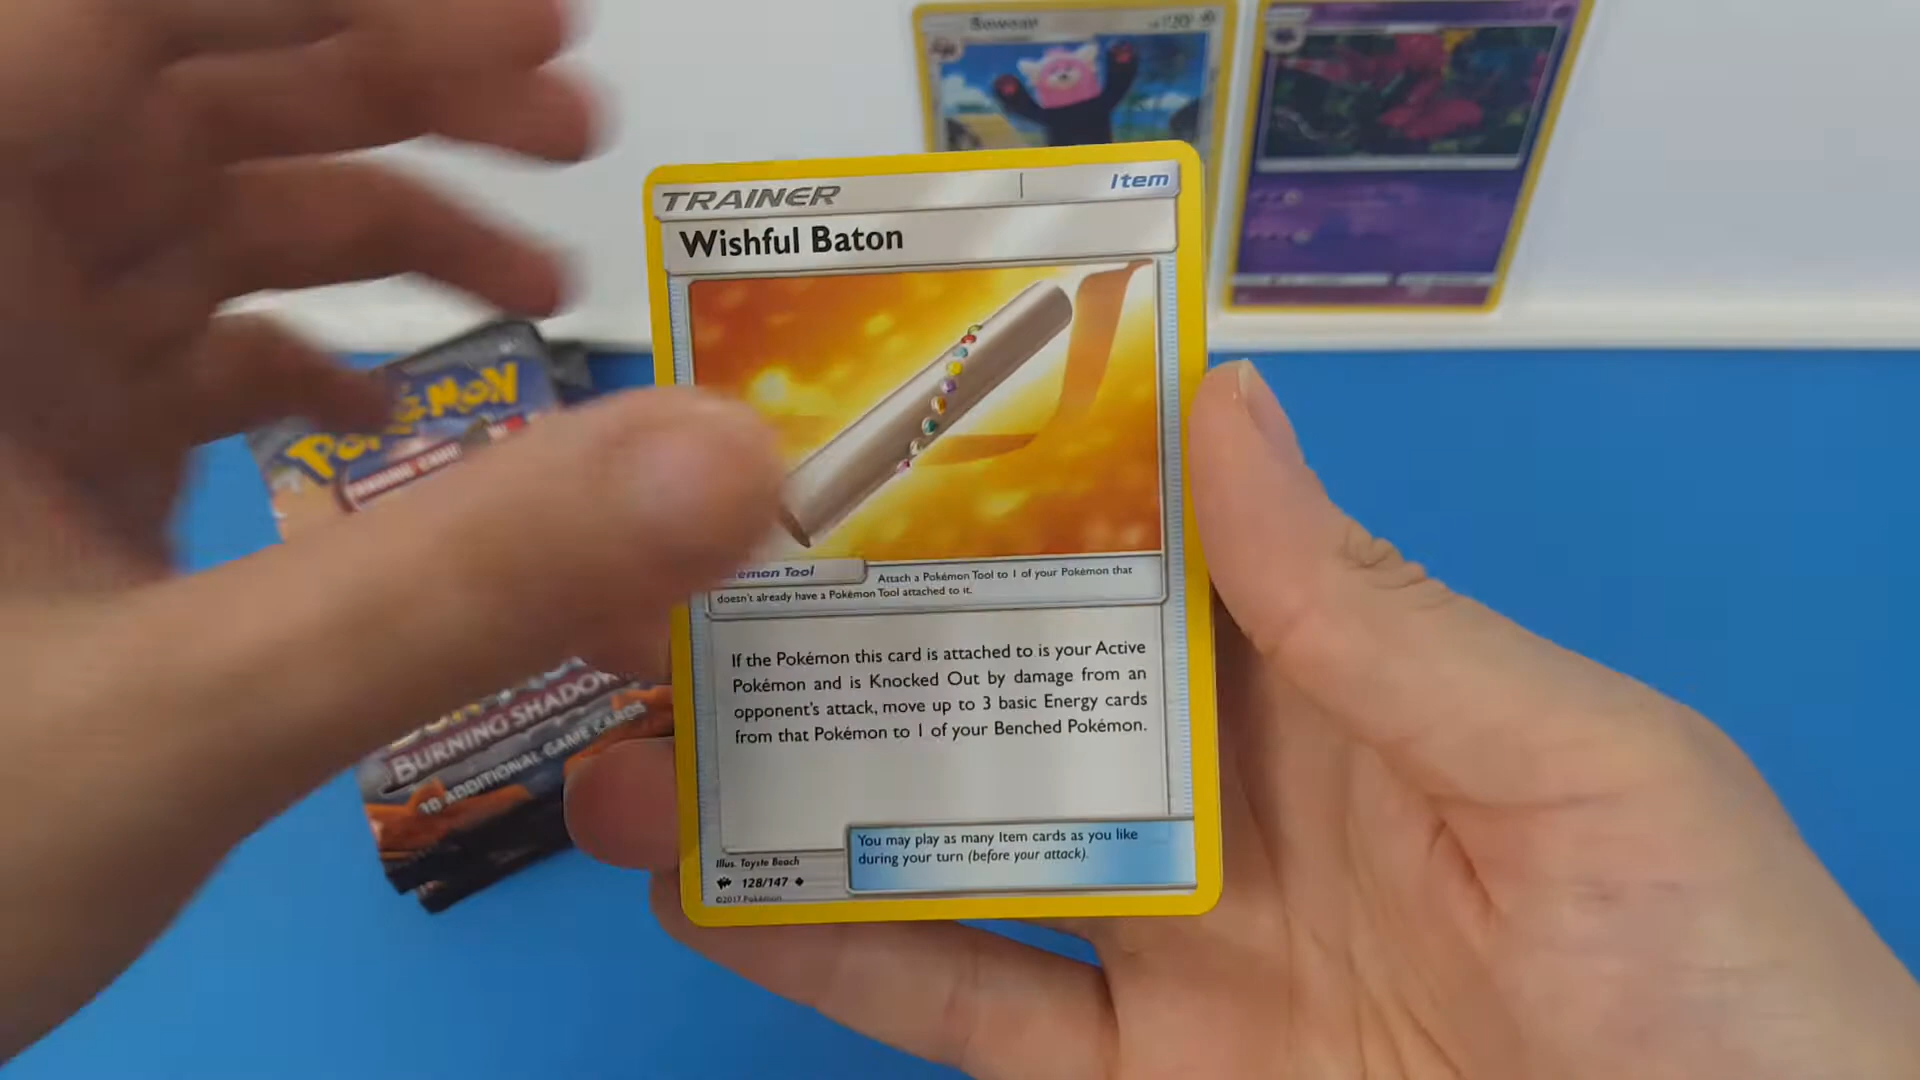 Bewear
TRAINER
Item
Wishful Baton
POKéMON
TRADING CARD
émon Tool
Attach a Pokémon Tool to 1 of your Pokémon that
doesn't already have a Pokémon Tool attached to it.
If the Pokémon this card is attached to is your Active
Pokémon and is Knocked Out by damage from an
opponent's attack, move up to 3 basic Energy cards
from that Pokémon to 1 of your Benched Pokémon.
BURNING SHADOW
10 ADDITIONAL GAME CARDS
You may play as many Item cards as you like
during your turn (before your attack).
Illus. Toyste Beach
128/147
©2017 Pokémon